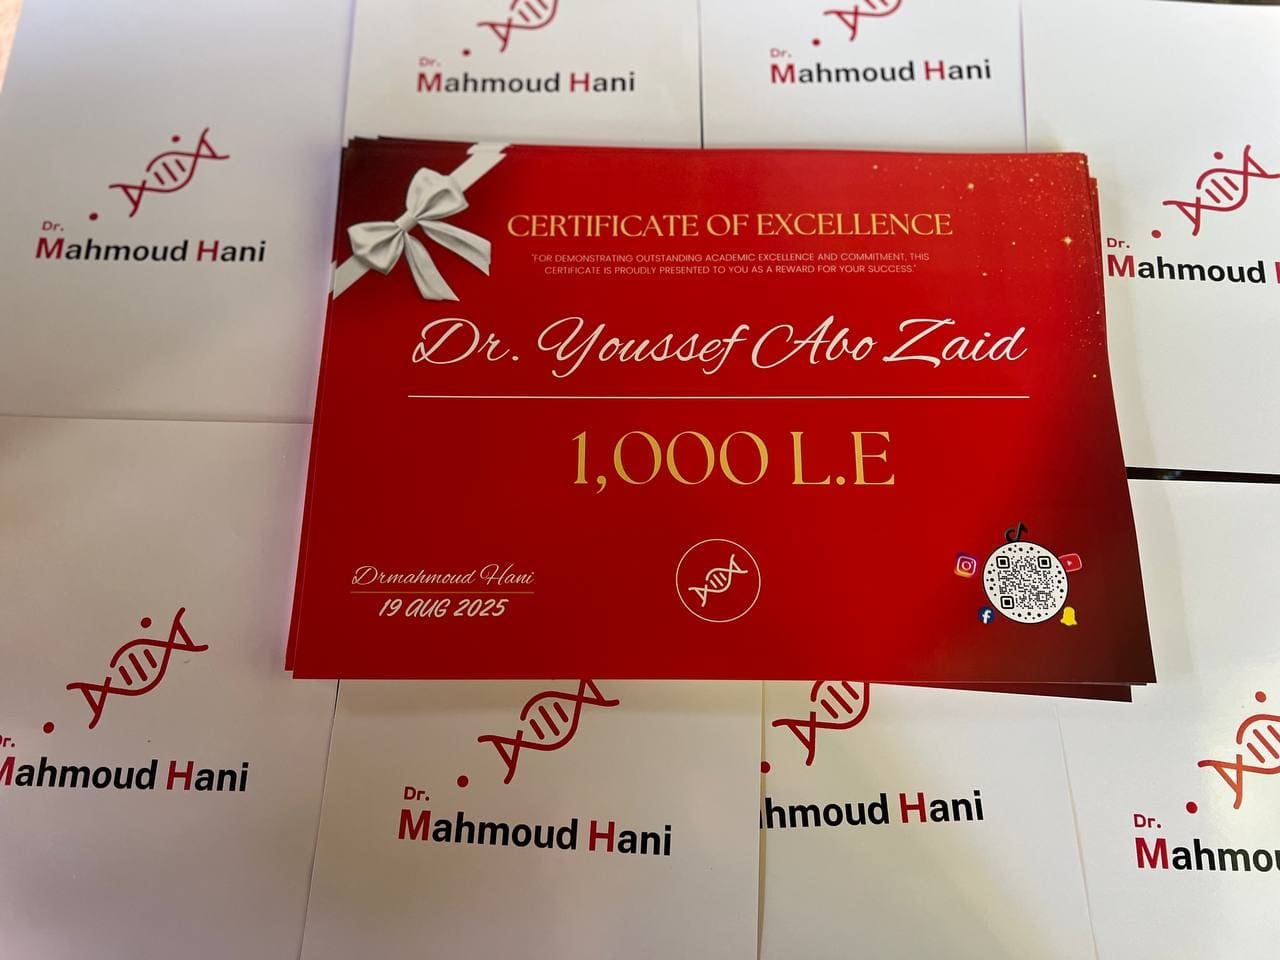 Dr.
Mahmoud Hani
Dr.
Mahmoud Hani
Dr.
Mahmoud Hani
Dr.
Mahmoud
CERTIFICATE OF EXCELLENCE
"FOR DEMONSTRATING OUTSTANDING ACADEMIC EXCELLENCE AND COMMITMENT, THIS
CERTIFICATE IS PROUDLY PRESENTED TO YOU AS A REWARD FOR YOUR SUCCESS."
Dr. Youssef Abo Zaid
1,000 L.E
Drmahmoud Hani
19 AUG 2025
Dr.
Mahmoud Hani
Dr.
Mahmoud Hani
ahmoud Hani
Dr.
Mahmou